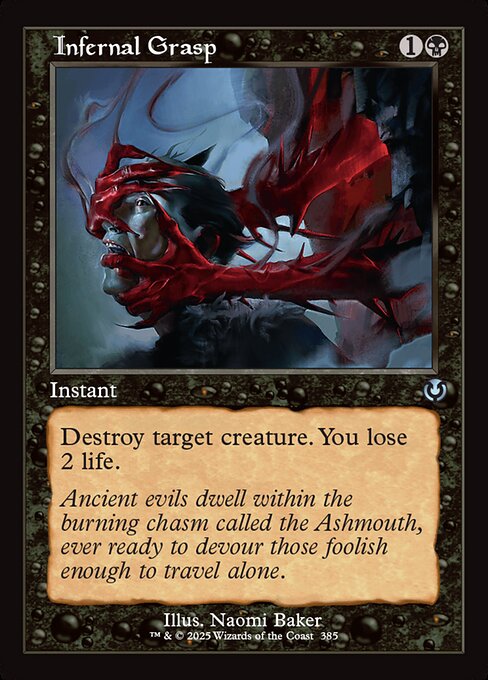 Infernal Grasp 1
Instant
Destroy target creature. You lose
2 life.
Ancient evils dwell within the
burning chasm called the Ashmouth,
ever ready to devour those foolish
enough to travel alone.
Illus. Naomi Baker
™ & © 2025 Wizards of the Coast 385